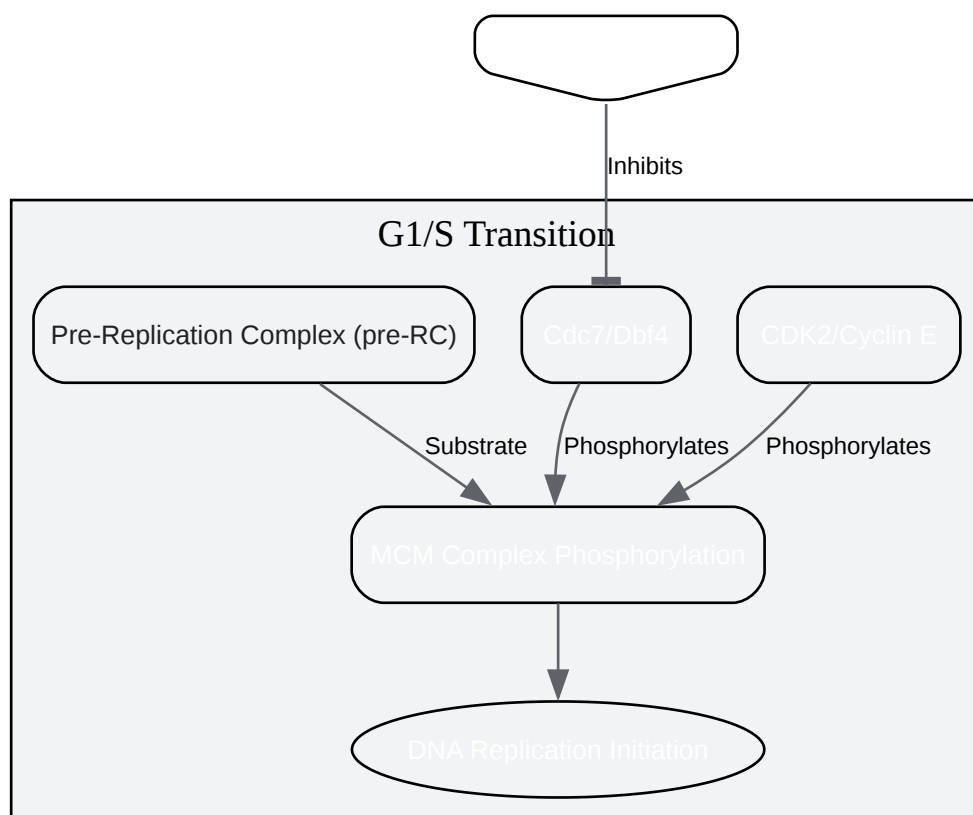 Inhibits
G1/S Transition
Pre-Replication Complex (pre-RC)
Cdc7/Dbf4
CDK2/Cyclin E
Substrate
Phosphorylates
Phosphorylates
MCM Complex Phosphorylation
DNA Replication Initiation